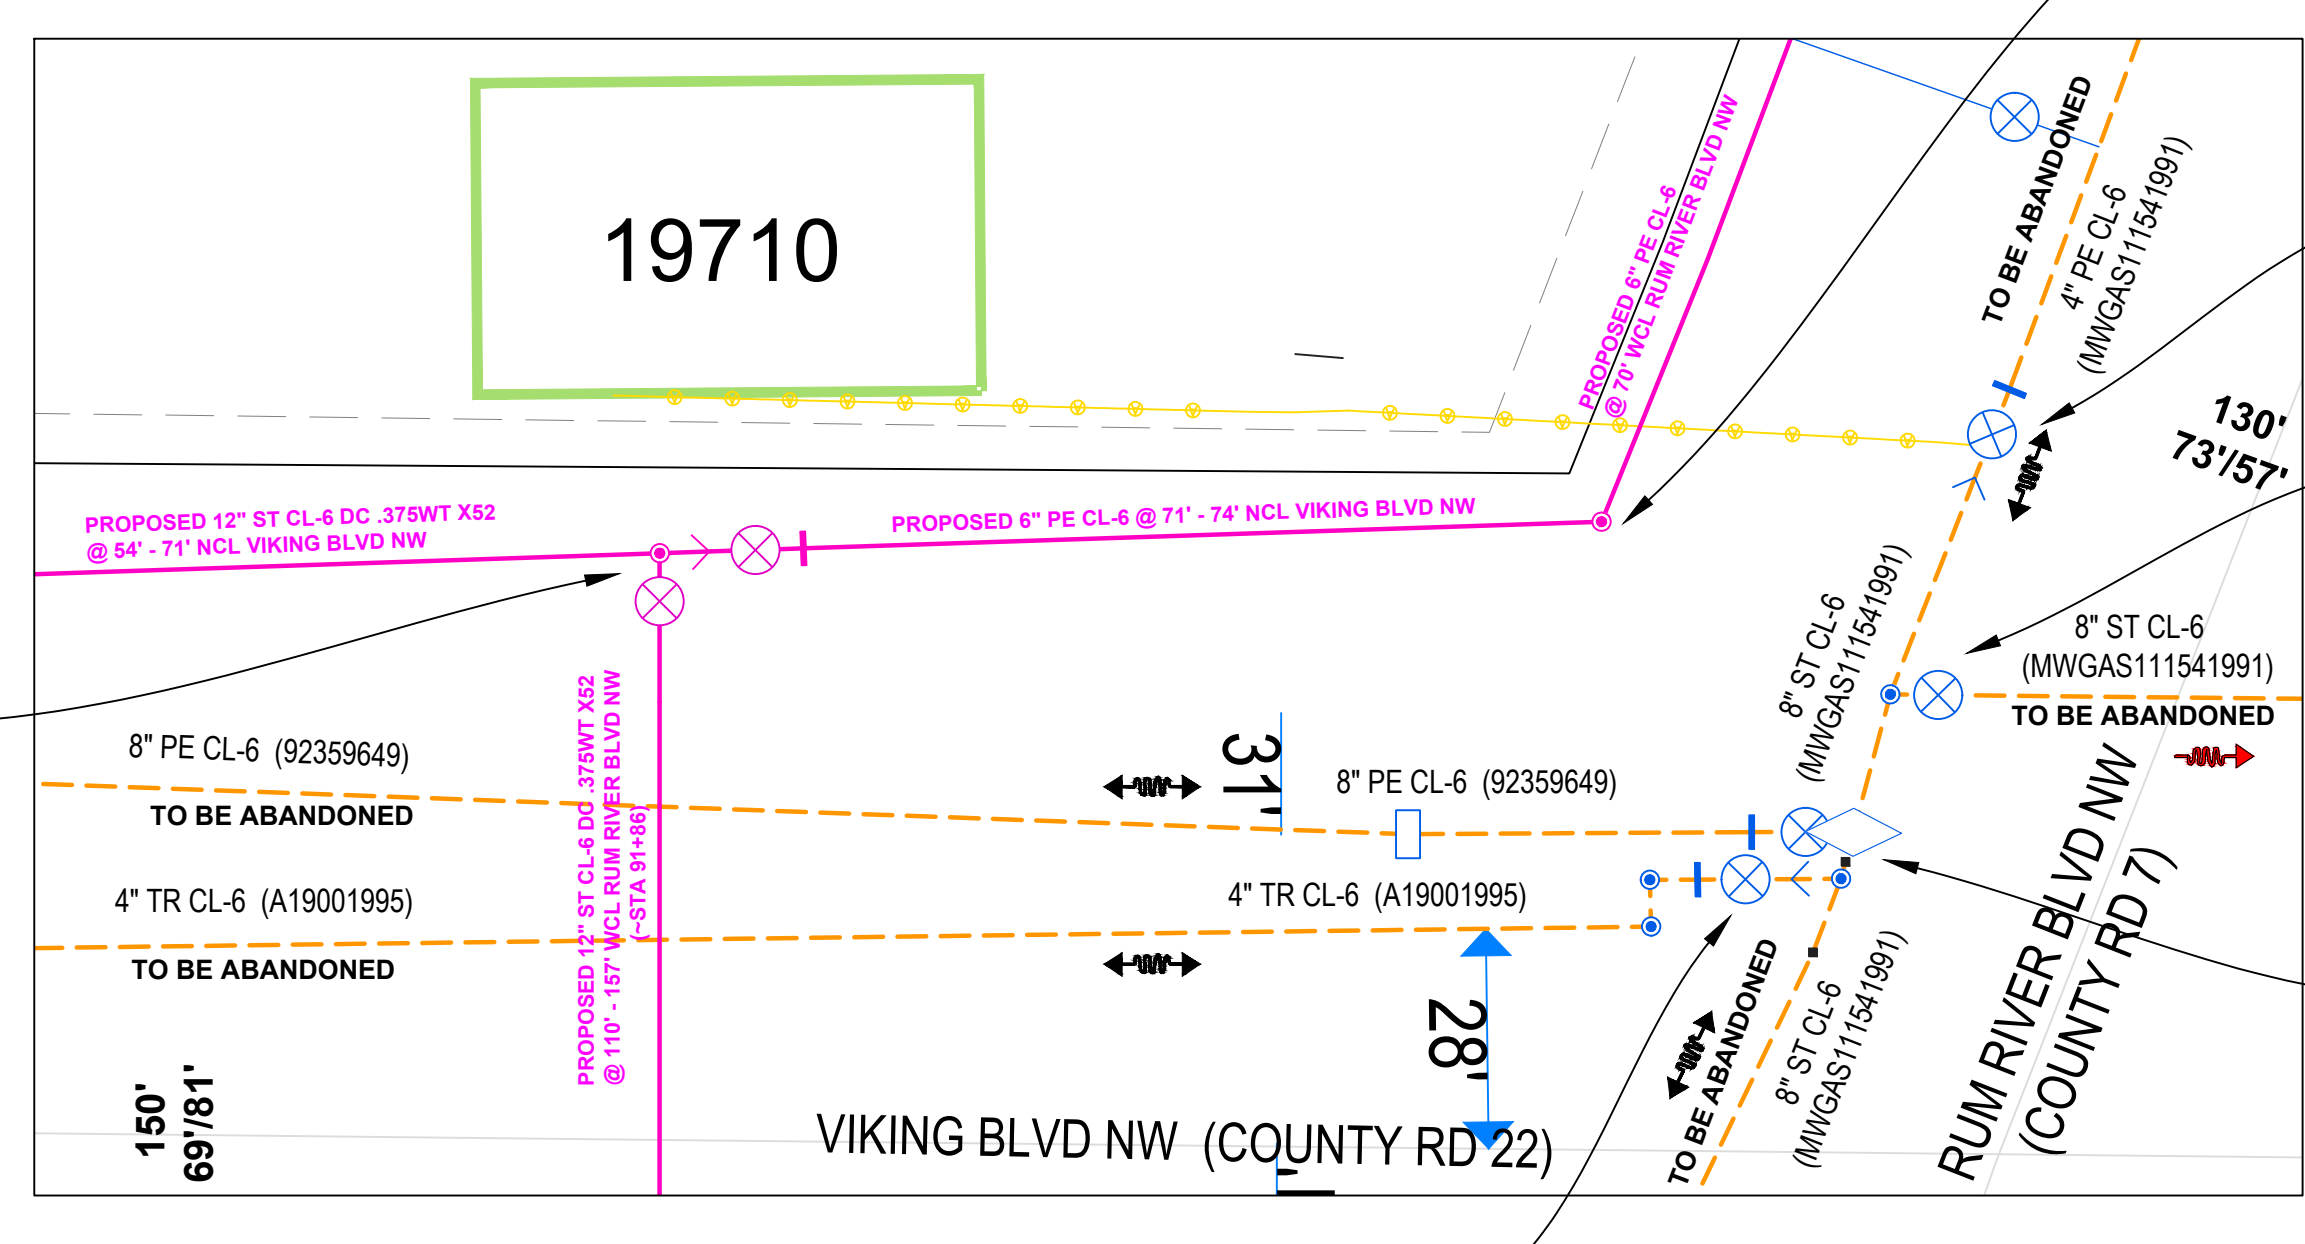 19710
PROPOSED 6" PE CL-6
@ 70' WCL RUM RIVER BLVD NW
TO BE ABANDONED
4" PE CL-6
(MWGAS111541991)
130'
73'/57'
PROPOSED 12" ST CL-6 DC .375WT X52
@ 54' - 71' NCL VIKING BLVD NW
PROPOSED 6" PE CL-6 @ 71' - 74' NCL VIKING BLVD NW
8" ST CL-6
(MWGAS111541991)
8" ST CL-6
(MWGAS111541991)
TO BE ABANDONED
PROPOSED 12" ST CL-6 DC .375WT X52
@ 110' - 157' WCL RUM RIVER BLVD NW
(~STA 91+86)
8" PE CL-6 (92359649)
TO BE ABANDONED
31'
8" PE CL-6 (92359649)
4" TR CL-6 (A19001995)
TO BE ABANDONED
4" TR CL-6 (A19001995)
28'
TO BE ABANDONED
8" ST CL-6
(MWGAS111541991)
RUM RIVER BLVD NW
(COUNTY RD 7)
150'
69'/81'
VIKING BLVD NW (COUNTY RD 22)